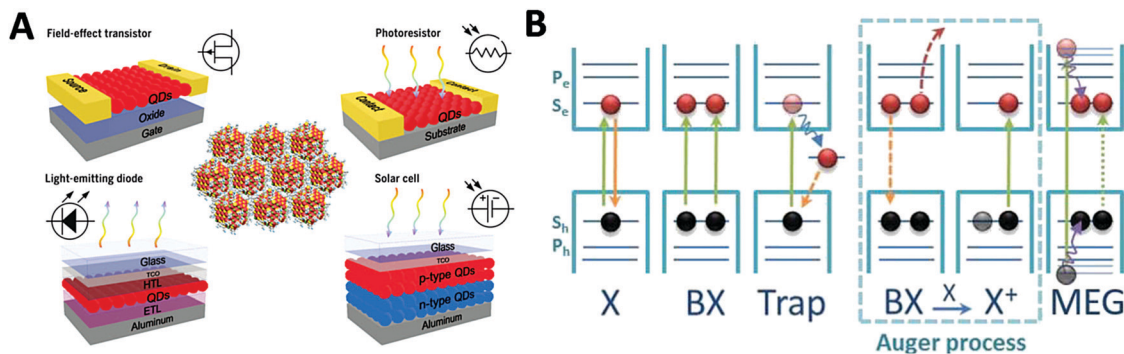 A
Field-effect transistor
Source
Drain
QDs
Oxide
Gate
Photoresistor
Contact
Contact
QDs
Substrate
Light-emitting diode
Glass
TCO
HTL
QDs
ETL
Aluminum
Solar cell
+ −
Glass
TCO
p-type QDs
n-type QDs
Aluminum
B
Pe
Se
Sh
Ph
X
BX
Trap
BX X → X+
MEG
Auger process